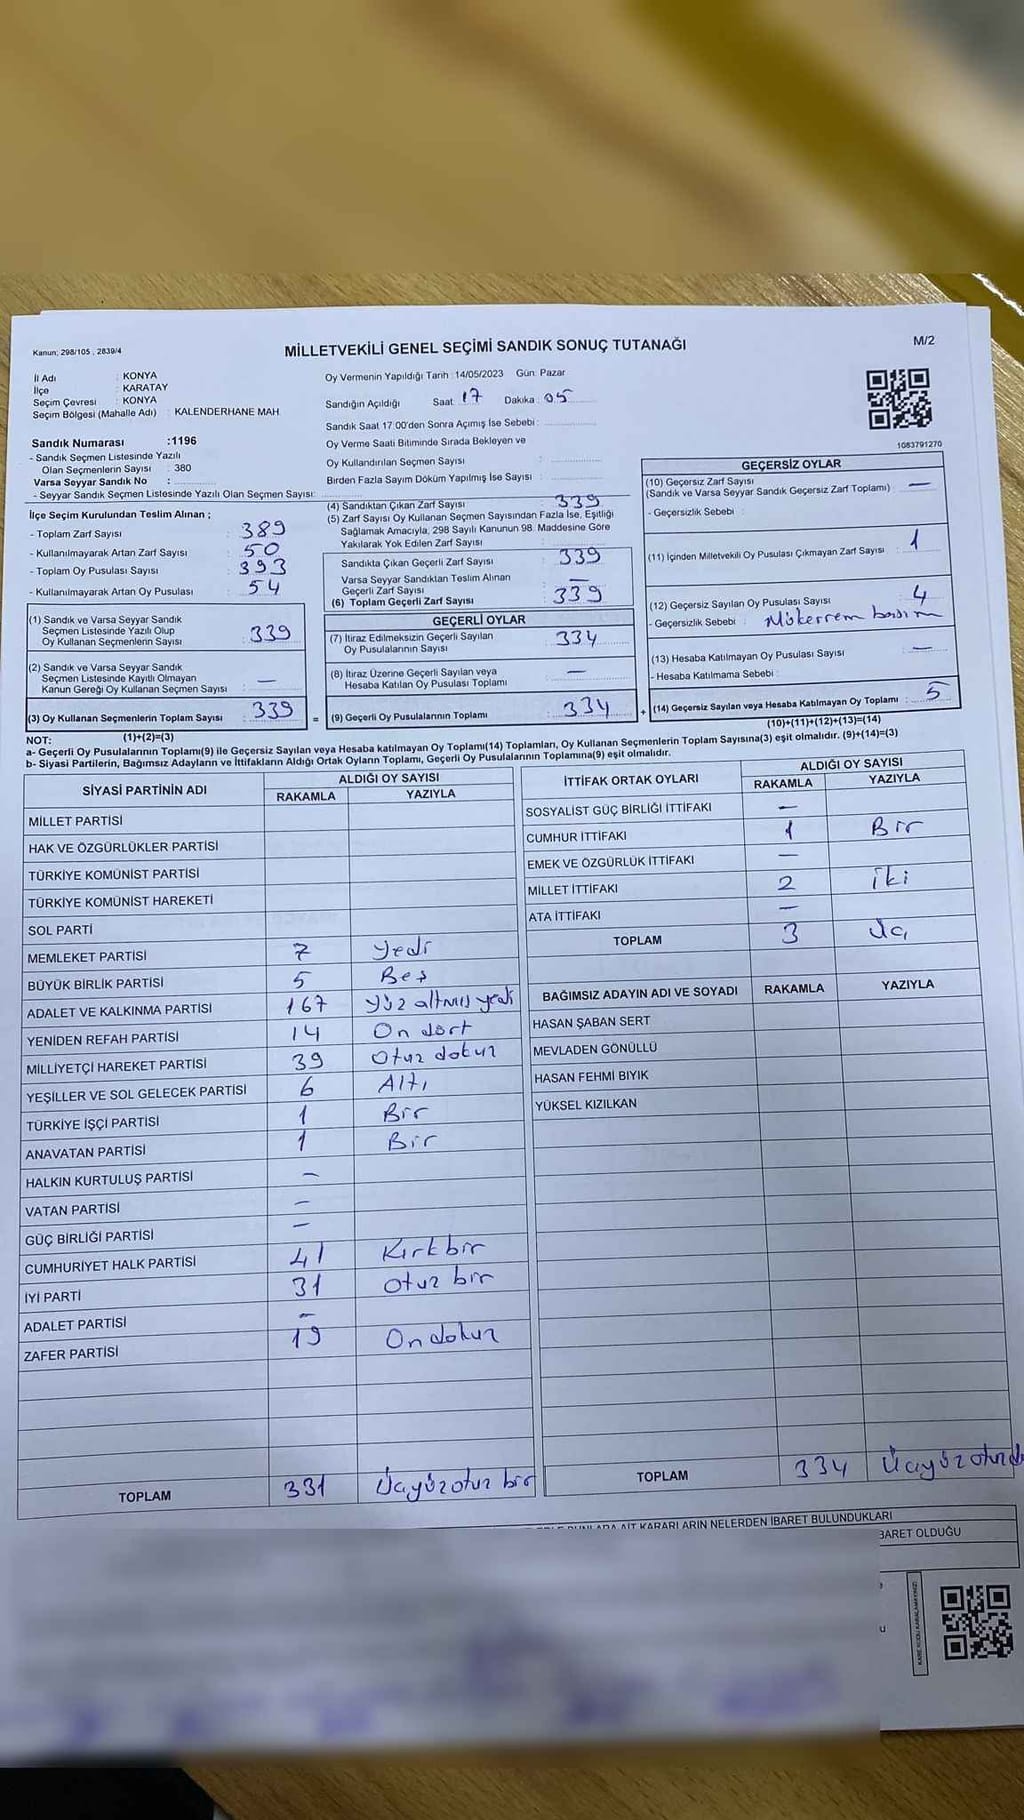 Kanun; 298/105 , 2839/4
MİLLETVEKİLİ GENEL SEÇİMİ SANDIK SONUÇ TUTANAĞI
M/2
İl Adı : KONYA
İlçe : KARATAY
Seçim Çevresi : KONYA
Seçim Bölgesi (Mahalle Adı) : KALENDERHANE MAH.
Sandık Numarası :1196
- Sandık Seçmen Listesinde Yazılı
Olan Seçmenlerin Sayısı : 380
Varsa Seyyar Sandık No :
- Seyyar Sandık Seçmen Listesinde Yazılı Olan Seçmen Sayısı:
Oy Vermenin Yapıldığı Tarih :14/05/2023 Gün: Pazar
Sandığın Açıldığı Saat 17 Dakika : 05
Sandık Saat 17:00'den Sonra Açımış İse Sebebi :
Oy Verme Saati Bitiminde Sırada Bekleyen ve
Oy Kullandırılan Seçmen Sayısı :
Birden Fazla Sayım Döküm Yapılmış İse Sayısı :
1083791270
İlçe Seçim Kurulundan Teslim Alınan ;
- Toplam Zarf Sayısı : 389
- Kullanılmayarak Artan Zarf Sayısı : 50
- Toplam Oy Pusulası Sayısı : 393
- Kullanılmayarak Artan Oy Pusulası : 54
(1) Sandık ve Varsa Seyyar Sandık
Seçmen Listesinde Yazılı Olup
Oy Kullanan Seçmenlerin Sayısı : 339
(2) Sandık ve Varsa Seyyar Sandık
Seçmen Listesinde Kayıtlı Olmayan
Kanun Gereği Oy Kullanan Seçmen Sayısı : —
(3) Oy Kullanan Seçmenlerin Toplam Sayısı : 339
(1)+(2)=(3)
(4) Sandıktan Çıkan Zarf Sayısı : 339
(5) Zarf Sayısı Oy Kullanan Seçmen Sayısından Fazla İse, Eşitliği
Sağlamak Amacıyla, 298 Sayılı Kanunun 98. Maddesine Göre
Yakılarak Yok Edilen Zarf Sayısı :
Sandıkta Çıkan Geçerli Zarf Sayısı : 339
Varsa Seyyar Sandıktan Teslim Alınan
Geçerli Zarf Sayısı : —
(6) Toplam Geçerli Zarf Sayısı : 339
GEÇERLİ OYLAR
(7) İtiraz Edilmeksizin Geçerli Sayılan
Oy Pusulalarının Sayısı : 334
(8) İtiraz Üzerine Geçerli Sayılan veya
Hesaba Katılan Oy Pusulası Toplamı : —
= (9) Geçerli Oy Pusulalarının Toplamı : 334 +
GEÇERSİZ OYLAR
(10) Geçersiz Zarf Sayısı
(Sandık ve Varsa Seyyar Sandık Geçersiz Zarf Toplamı) : —
- Geçersizlik Sebebi :
(11) İçinden Milletvekili Oy Pusulası Çıkmayan Zarf Sayısı : 1
(12) Geçersiz Sayılan Oy Pusulası Sayısı : 4
- Geçersizlik Sebebi : Mükerrem basim
(13) Hesaba Katılmayan Oy Pusulası Sayısı : —
- Hesaba Katılmama Sebebi :
(14) Geçersiz Sayılan veya Hesaba Katılmayan Oy Toplamı : 5
(10)+(11)+(12)+(13)=(14)
NOT:
a- Geçerli Oy Pusulalarının Toplamı(9) ile Geçersiz Sayılan veya Hesaba katılmayan Oy Toplamı(14) Toplamları, Oy Kullanan Seçmenlerin Toplam Sayısına(3) eşit olmalıdır. (9)+(14)=(3)
b- Siyasi Partilerin, Bağımsız Adayların ve İttifakların Aldığı Oyların Toplamı, Geçerli Oy Pusulalarının Toplamına(9) eşit olmalıdır.
SİYASİ PARTİNİN ADI ALDIĞI OY SAYISI
RAKAMLA YAZIYLA
MİLLET PARTİSİ
HAK VE ÖZGÜRLÜKLER PARTİSİ
TÜRKİYE KOMÜNİST PARTİSİ
TÜRKİYE KOMÜNİST HAREKETİ
SOL PARTİ
MEMLEKET PARTİSİ 7 Yedi
BÜYÜK BİRLİK PARTİSİ 5 Beş
ADALET VE KALKINMA PARTİSİ 167 Yüz altmış yedi
YENİDEN REFAH PARTİSİ 14 On dört
MİLLİYETÇİ HAREKET PARTİSİ 39 Otuz dokuz
YEŞİLLER VE SOL GELECEK PARTİSİ 6 Altı
TÜRKİYE İŞÇİ PARTİSİ 1 Bir
ANAVATAN PARTİSİ 1 Bir
HALKIN KURTULUŞ PARTİSİ —
VATAN PARTİSİ —
GÜÇ BİRLİĞİ PARTİSİ —
CUMHURİYET HALK PARTİSİ 41 Kırk bir
İYİ PARTİ 31 Otuz bir
ADALET PARTİSİ —
ZAFER PARTİSİ 19 On dokuz
TOPLAM 331 Üçyüz otuz bir
İTTİFAK ORTAK OYLARI ALDIĞI OY SAYISI
RAKAMLA YAZIYLA
SOSYALİST GÜÇ BİRLİĞİ İTTİFAKI —
CUMHUR İTTİFAKI 1 Bir
EMEK VE ÖZGÜRLÜK İTTİFAKI —
MİLLET İTTİFAKI 2 İki
ATA İTTİFAKI —
TOPLAM 3 Üç
BAĞIMSIZ ADAYIN ADI VE SOYADI RAKAMLA YAZIYLA
HASAN ŞABAN SERT
MEVLADEN GÖNÜLLÜ
HASAN FEHMİ BIYIK
YÜKSEL KIZILKAN
TOPLAM 334 Üçyüz otuz
KARARLARIN NELERDEN İBARET BULUNDUKLARI
İBARET OLDUĞU